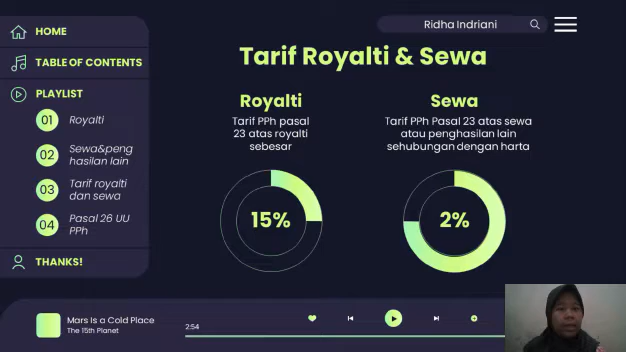 HOME
TABLE OF CONTENTS
PLAYLIST
01 Royalti
02 Sewa&peng
hasilan lain
03 Tarif royalti
dan sewa
04 Pasal 26 UU
PPh
THANKS!
Ridha Indriani
Tarif Royalti & Sewa
Royalti
Tarif PPh pasal
23 atas royalti
sebesar
15%
Sewa
Tarif PPh Pasal 23 atas sewa
atau penghasilan lain
sehubungan dengan harta
2%
Mars Is a Cold Place
The 15th Planet
2:54